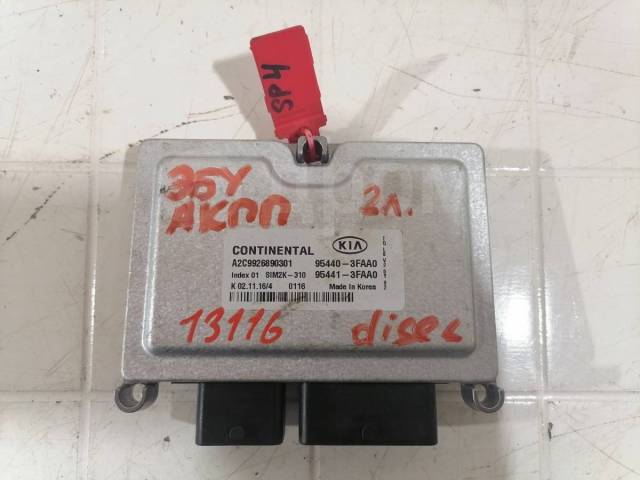 SP4
ЭБУ
АКПП
2л.
CONTINENTAL
KIA
A2C9926890301
95440-3FAA0
Index 01 SIM2K-310
95441-3FAA0
K 02.11.16/4 0116 Made in Korea
13116
disel